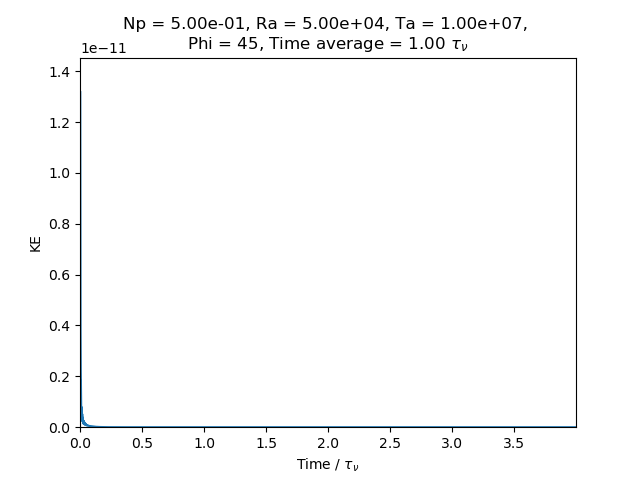 Np = 5.00e-01, Ra = 5.00e+04, Ta = 1.00e+07,
Phi = 45, Time average = 1.00 τν
1e−11
1.4
1.2
1.0
0.8
0.6
0.4
0.2
0.0
KE
0.0 0.5 1.0 1.5 2.0 2.5 3.0 3.5
Time / τν